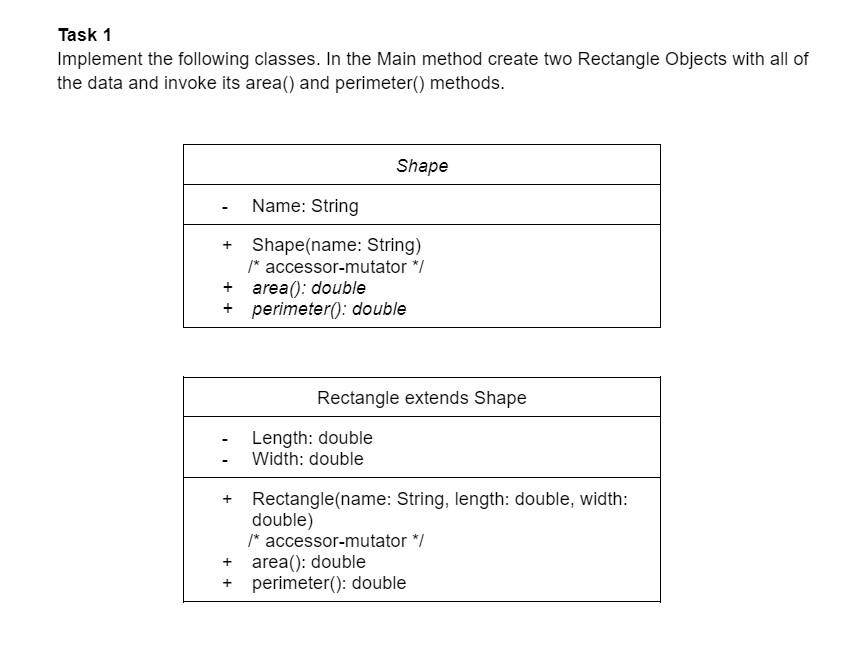 Task 1
Implement the following classes. In the Main method create two Rectangle Objects with all of
the data and invoke its area() and perimeter() methods.
Shape
- Name: String
+ Shape(name: String)
/* accessor-mutator */
+ area(): double
+ perimeter(): double
Rectangle extends Shape
- Length: double
- Width: double
+ Rectangle(name: String, length: double, width:
double)
/* accessor-mutator */
+ area(): double
+ perimeter(): double